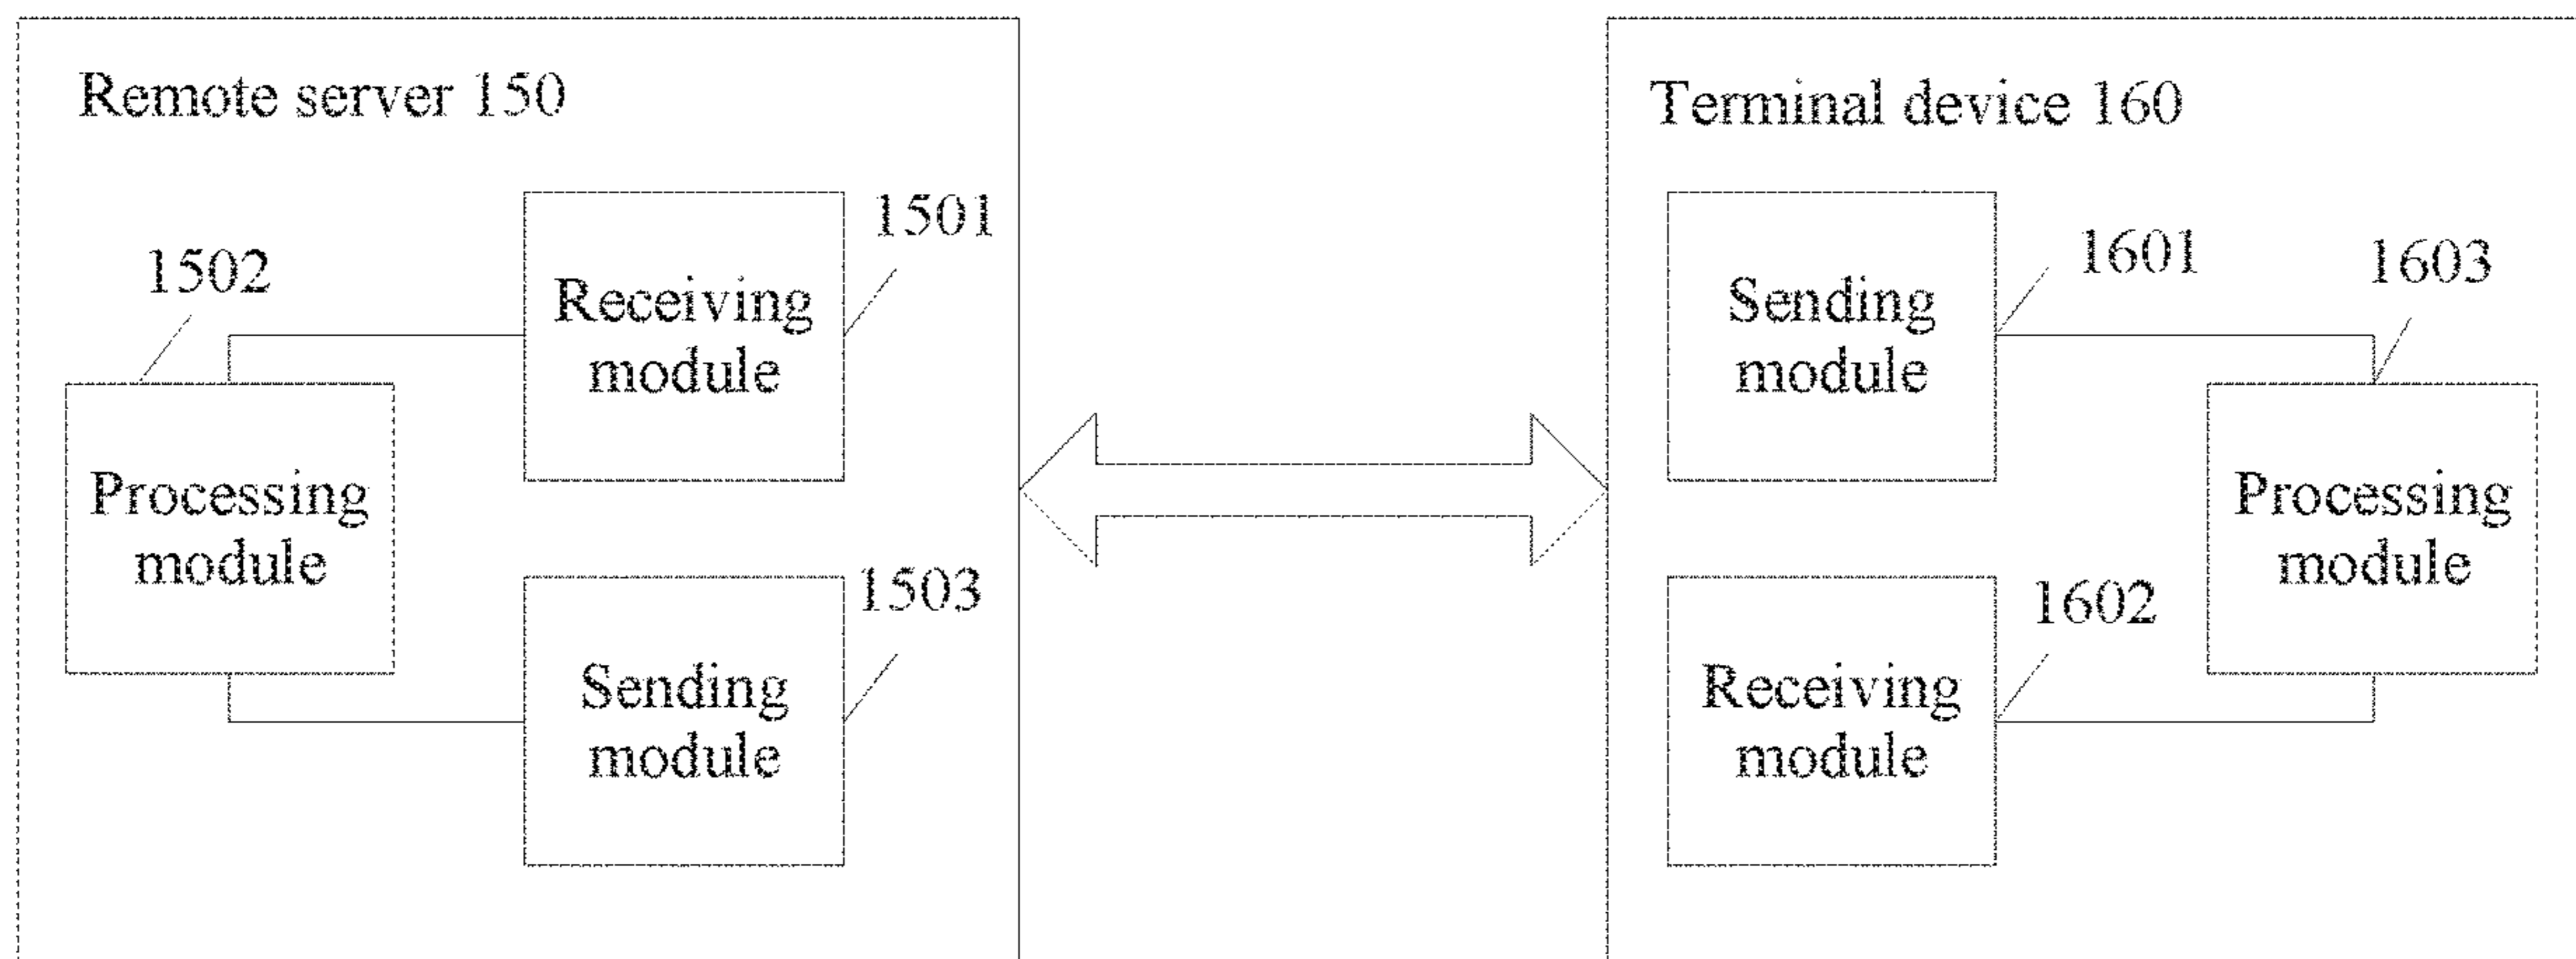 Remote server 150
1501
1502
Receiving
module
Processing
module
1503
Sending
module
Terminal device 160
1601
1603
Sending
module
Processing
module
1602
Receiving
module